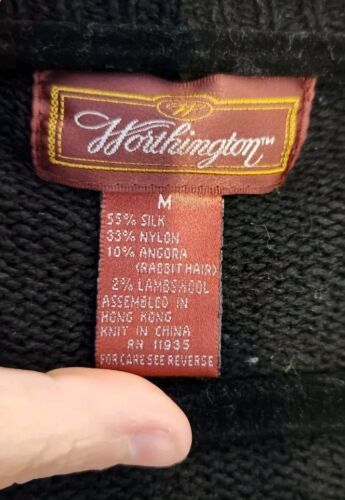 Worthington™
M
55% SILK
33% NYLON
10% ANGORA
(RABBIT HAIR)
2% LAMBSWOOL
ASSEMBLED IN
HONG KONG
KNIT IN CHINA
RN 11935
FOR CARE SEE REVERSE